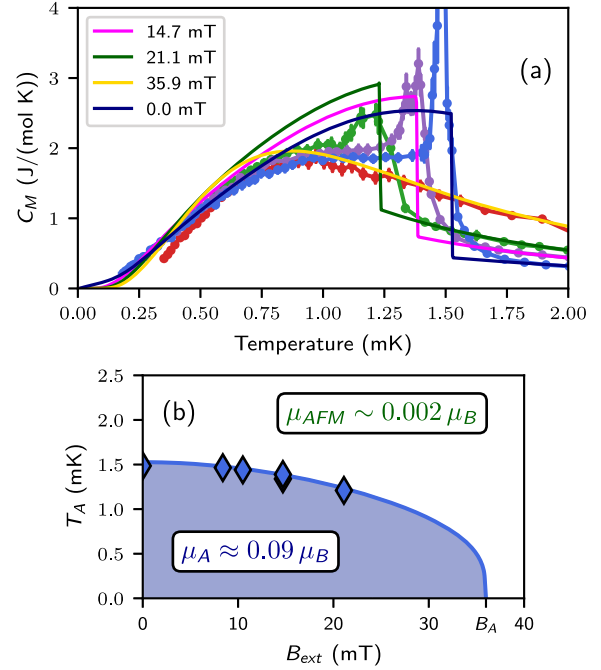 (a)
14.7 mT
21.1 mT
35.9 mT
0.0 mT
C_M (J/(mol K))
4
3
2
1
0
0.00 0.25 0.50 0.75 1.00 1.25 1.50 1.75 2.00
Temperature (mK)
(b)
μ_AFM ∼ 0.002 μ_B
μ_A ≈ 0.09 μ_B
T_A (mK)
2.5
2.0
1.5
1.0
0.5
0.0
0 10 20 30 B_A 40
B_ext (mT)